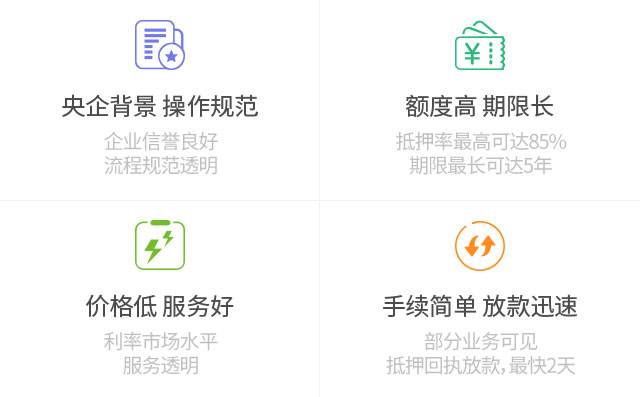 央企背景 操作规范
企业信誉良好
流程规范透明
额度高 期限长
抵押率最高可达85%
期限最长可达5年
价格低 服务好
利率市场水平
服务透明
手续简单 放款迅速
部分业务可见
抵押回执放款，最快2天